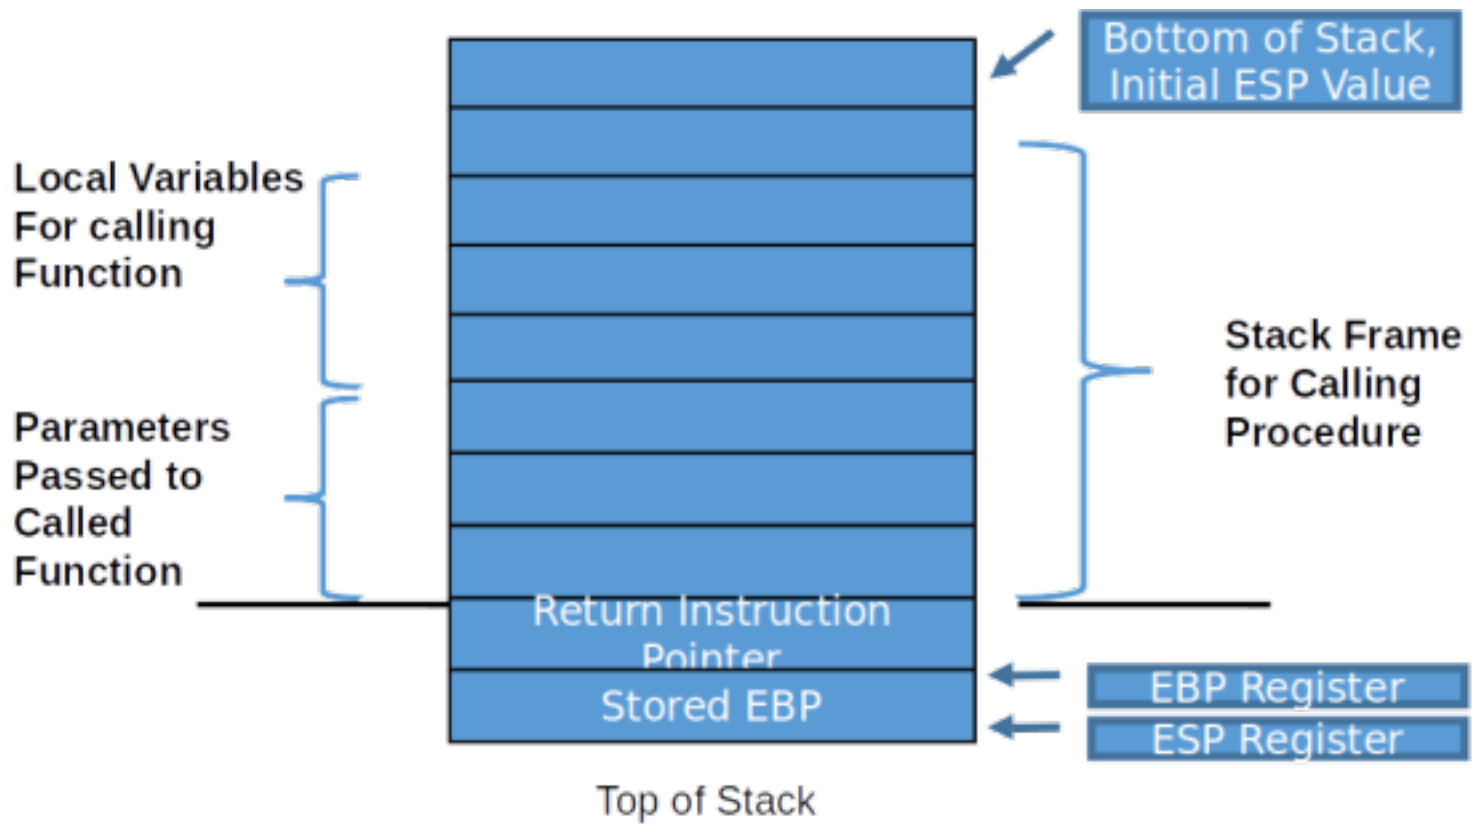 Bottom of Stack,
Initial ESP Value
Local Variables
For calling
Function
Stack Frame
for Calling
Procedure
Parameters
Passed to
Called
Function
Return Instruction
Pointer
Stored EBP
EBP Register
ESP Register
Top of Stack